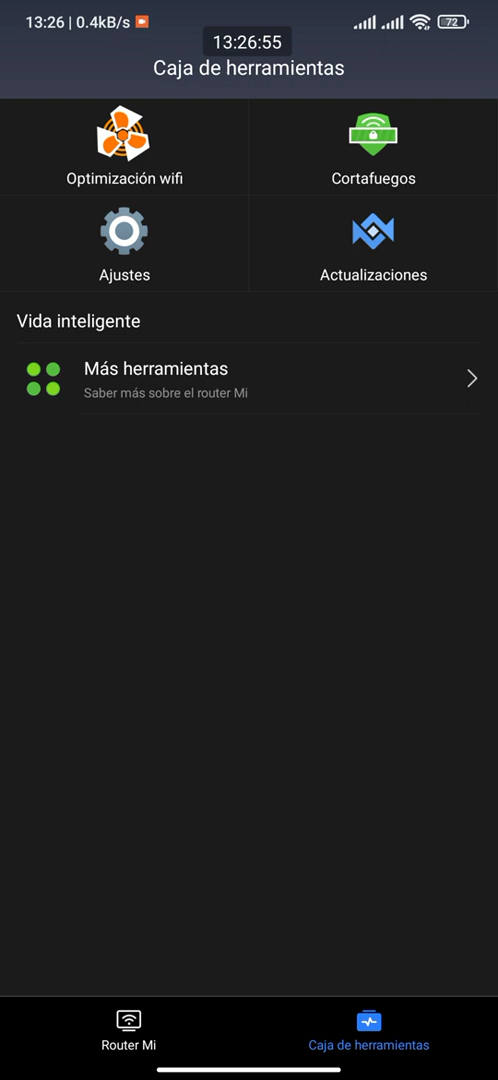 13:26 | 0.4kB/s
72
13:26:55
Caja de herramientas
Optimización wifi
Cortafuegos
Ajustes
Actualizaciones
Vida inteligente
Más herramientas
Saber más sobre el router Mi
Router Mi
Caja de herramientas